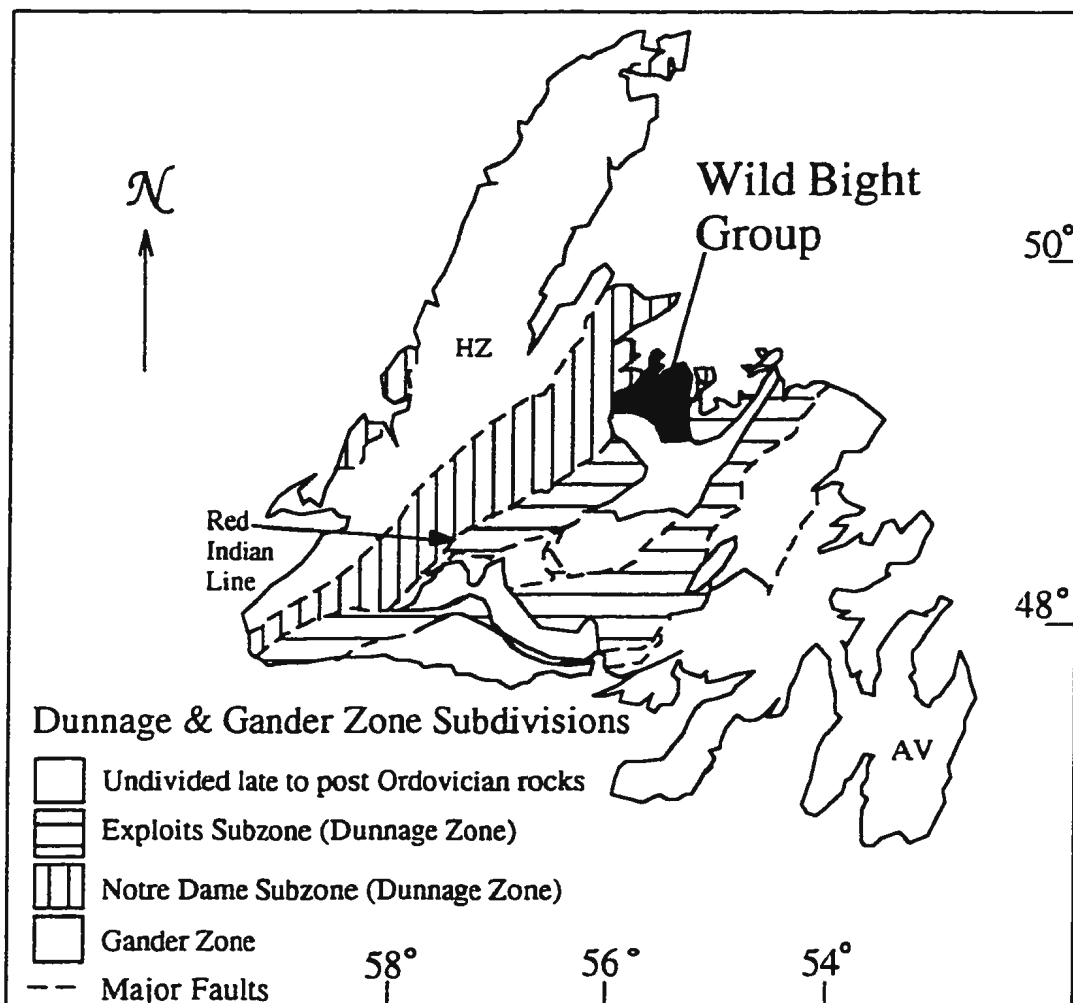 N
Wild Bight
Group
50°
HZ
Red
Indian
Line
48°
AV
Dunnage & Gander Zone Subdivisions
Undivided late to post Ordovician rocks
Exploits Subzone (Dunnage Zone)
Notre Dame Subzone (Dunnage Zone)
Gander Zone
Major Faults
58°
56°
54°